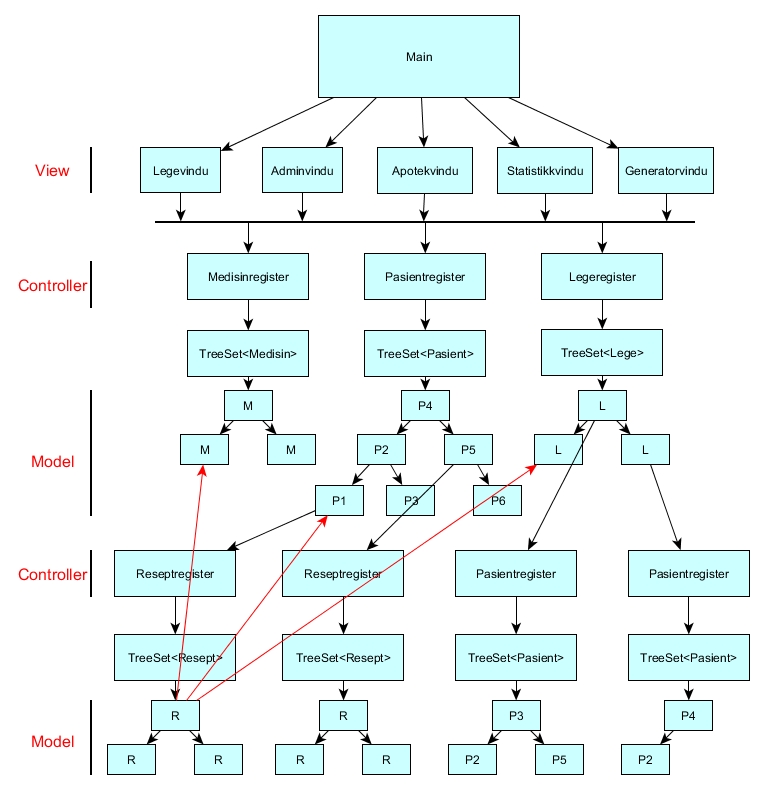 Main
View
Legevindu Adminvindu Apotekvindu Statistikkvindu Generatorvindu
Controller
Medisinregister Pasientregister Legeregister
TreeSet<Medisin> TreeSet<Pasient> TreeSet<Lege>
M P4 L
M M P2 P5 L L
Model
P1 P3 P6
Controller
Reseptregister Reseptregister Pasientregister Pasientregister
TreeSet<Resept> TreeSet<Resept> TreeSet<Pasient> TreeSet<Pasient>
R R P3 P4
Model
R R R R P2 P5 P2